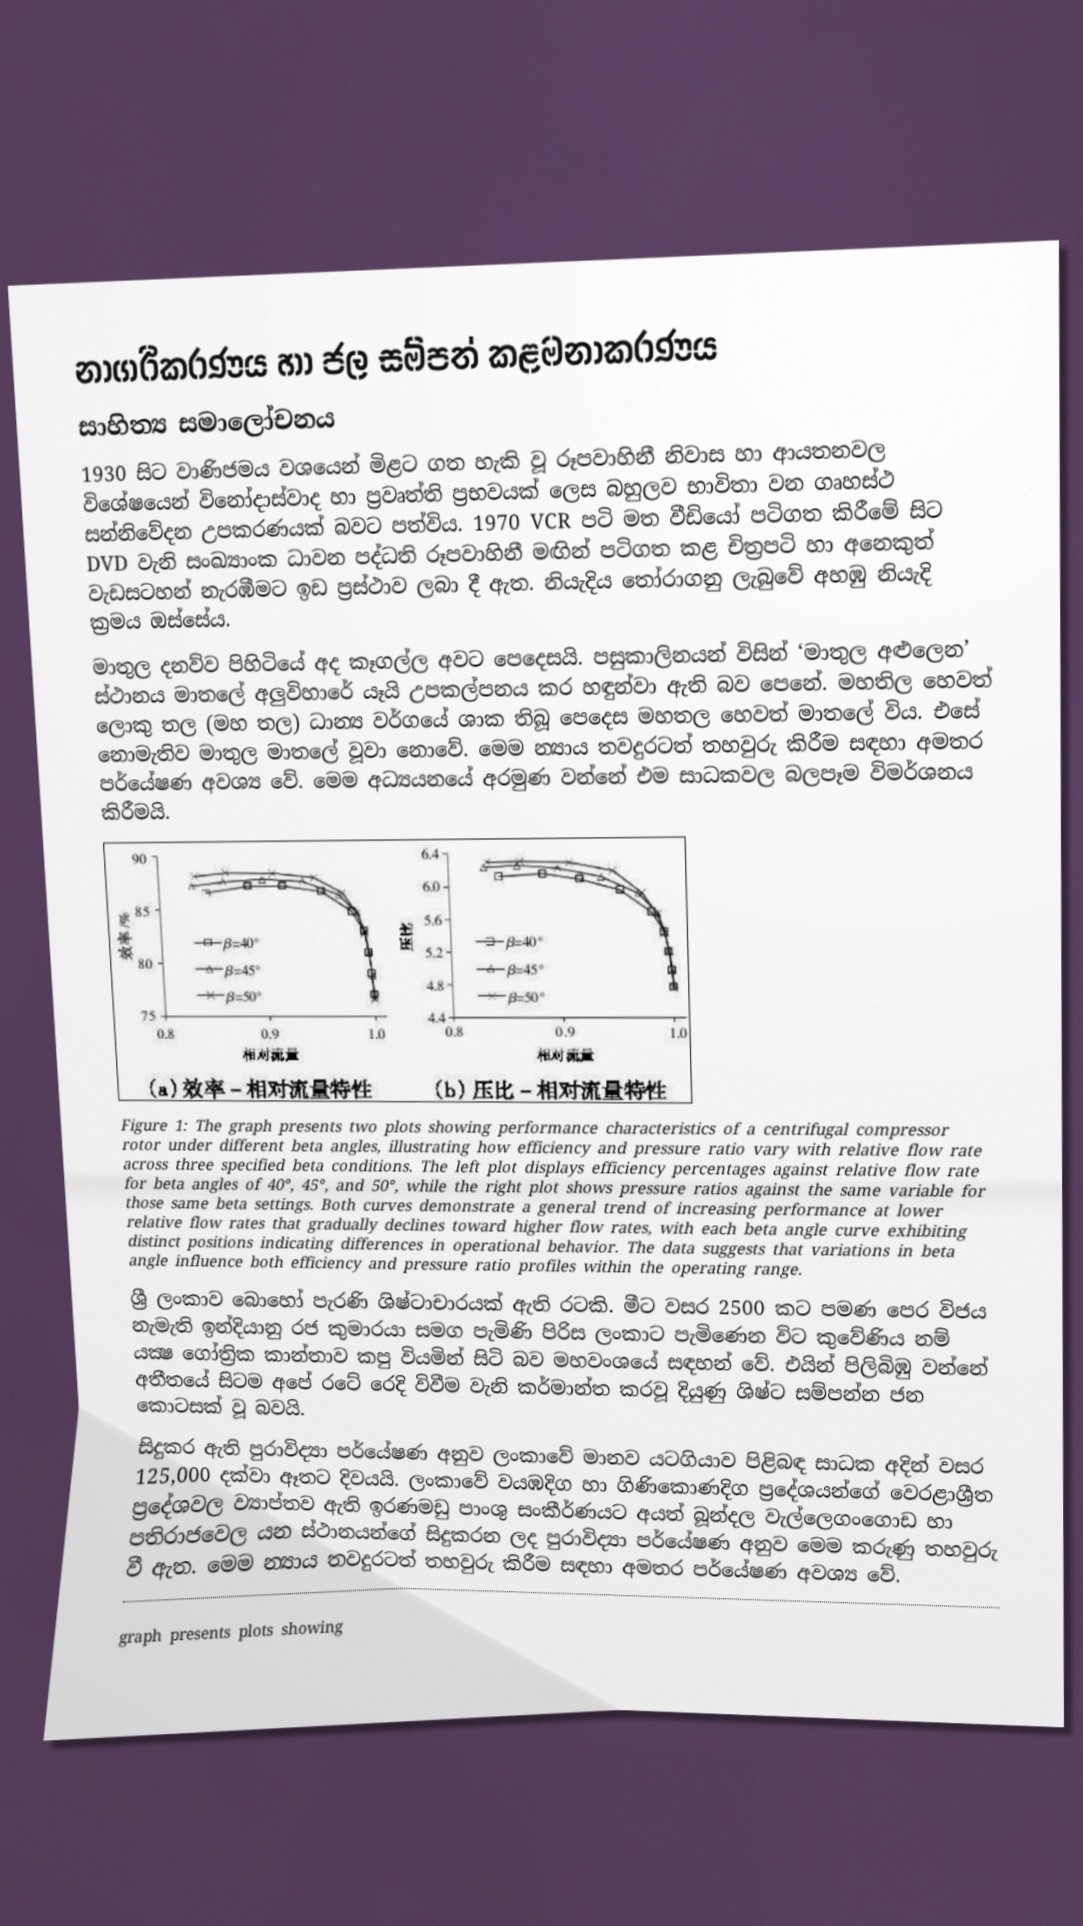 නාගරීකරණය හා ජල සම්පත් කළමනාකරණය
සාහිත්‍ය සමාලෝචනය
1930 සිට වාණිජමය වශයෙන් මිළට ගත හැකි වූ රූපවාහිනී නිවාස හා ආයතනවල
විශේෂයෙන් විනෝදාස්වාද හා ප්‍රවෘත්ති ප්‍රභවයක් ලෙස බහුලව භාවිතා වන ගෘහස්ථ
සන්නිවේදන උපකරණයක් බවට පත්විය. 1970 VCR පටි මත වීඩියෝ පටිගත කිරීමේ සිට
DVD වැනි සංඛ්‍යාංක ධාවන පද්ධති රූපවාහිනී මඟින් පටිගත කළ චිත්‍රපටි හා අනෙකුත්
වැඩසටහන් නැරඹීමට ඉඩ ප්‍රස්ථාව ලබා දී ඇත. නියැදිය තෝරාගනු ලැබුවේ අහඹු නියැදි
ක්‍රමය ඔස්සේය.
මාතුල දනව්ව පිහිටියේ අද කෑගල්ල අවට පෙදෙසයි. පසුකාලිනයන් විසින් ‘මාතුල අළුලෙන’
ස්ථානය මාතලේ අලුවිහාරේ යෑයි උපකල්පනය කර හඳුන්වා ඇති බව පෙනේ. මහතිල හෙවත්
ලොකු තල (මහ තල) ධාන්‍ය වර්ගයේ ශාක තිබූ පෙදෙස මහතල හෙවත් මාතලේ විය. එසේ
නොමැතිව මාතුල මාතලේ වූවා නොවේ. මෙම න්‍යාය තවදුරටත් තහවුරු කිරීම සඳහා අමතර
පර්යේෂණ අවශ්‍ය වේ. මෙම අධ්‍යයනයේ අරමුණ වන්නේ එම සාධකවල බලපෑම විමර්ශනය
කිරීමයි.
90
85
80
75
效率/%
β=40°
β=45°
β=50°
0.8 0.9 1.0
相对流量
(a) 效率 – 相对流量特性
6.4
6.0
5.6
5.2
4.8
4.4
压比
β=40°
β=45°
β=50°
0.8 0.9 1.0
相对流量
(b) 压比 – 相对流量特性
Figure 1: The graph presents two plots showing performance characteristics of a centrifugal compressor
rotor under different beta angles, illustrating how efficiency and pressure ratio vary with relative flow rate
across three specified beta conditions. The left plot displays efficiency percentages against relative flow rate
for beta angles of 40°, 45°, and 50°, while the right plot shows pressure ratios against the same variable for
those same beta settings. Both curves demonstrate a general trend of increasing performance at lower
relative flow rates that gradually declines toward higher flow rates, with each beta angle curve exhibiting
distinct positions indicating differences in operational behavior. The data suggests that variations in beta
angle influence both efficiency and pressure ratio profiles within the operating range.
ශ්‍රී ලංකාව බොහෝ පැරණි ශිෂ්ටාචාරයක් ඇති රටකි. මීට වසර 2500 කට පමණ පෙර විජය
නැමැති ඉන්දියානු රජ කුමාරයා සමග පැමිණි පිරිස ලංකාට පැමිණෙන විට කුවේණිය නම්
යක්‍ෂ ගෝත්‍රික කාන්තාව කපු වියමින් සිටි බව මහවංශයේ සඳහන් වේ. එයින් පිලිබිඹු වන්නේ
අතීතයේ සිටම අපේ රටේ රෙදි විවීම වැනි කර්මාන්ත කරවූ දියුණු ශිෂ්ට සම්පන්න ජන
කොටසක් වූ බවයි.
සිදුකර ඇති පුරාවිද්‍යා පර්යේෂණ අනුව ලංකාවේ මානව යටගියාව පිළිබඳ සාධක අදින් වසර
125,000 දක්වා ඈතට දිවයයි. ලංකාවේ වයඹදිග හා ගිණිකොණදිග ප්‍රදේශයන්ගේ වෙරළාශ්‍රීත
ප්‍රදේශවල ව්‍යාප්තව ඇති ඉරණමඩු පාංශු සංකීර්ණයට අයත් බූන්දල වැල්ලෙගංගොඩ හා
පතිරාජවෙල යන ස්ථානයන්ගේ සිදුකරන ලද පුරාවිද්‍යා පර්යේෂණ අනුව මෙම කරුණු තහවුරු
වී ඇත. මෙම න්‍යාය තවදුරටත් තහවුරු කිරීම සඳහා අමතර පර්යේෂණ අවශ්‍ය වේ.
graph presents plots showing